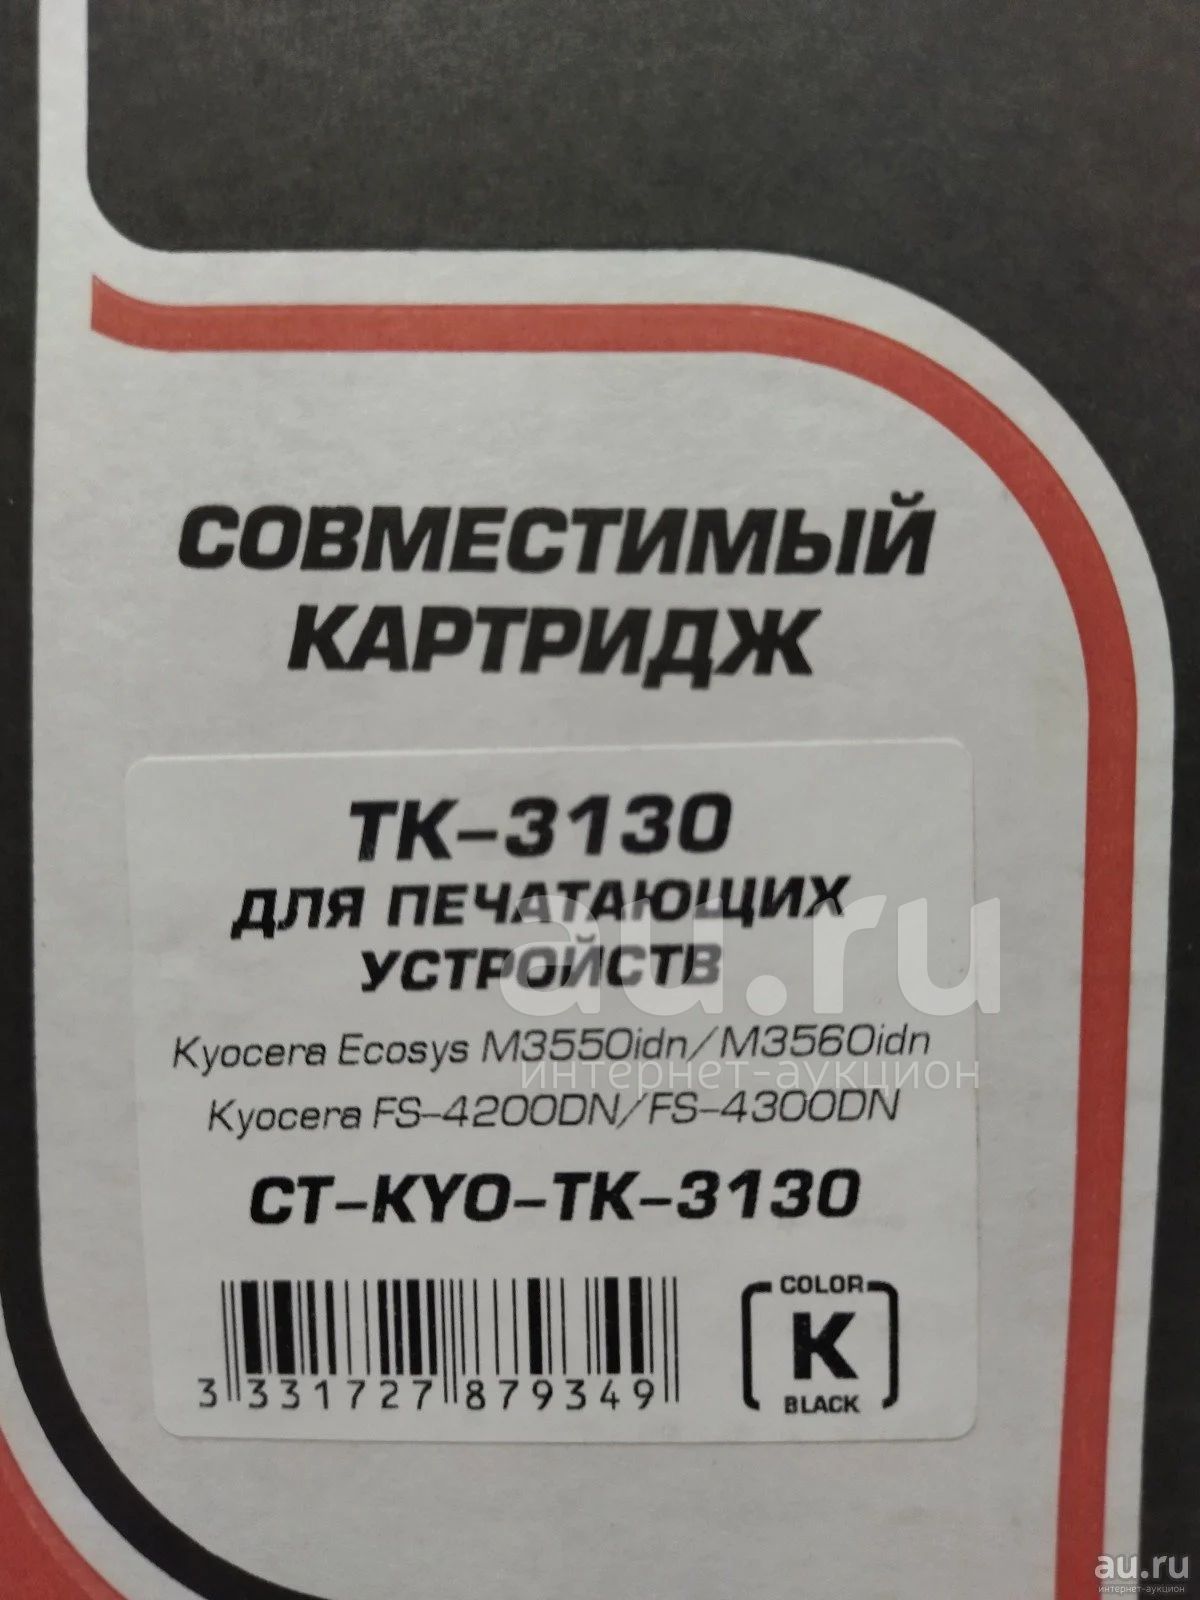 СОВМЕСТИМЫЙ
КАРТРИДЖ
TK-3130
ДЛЯ ПЕЧАТАЮЩИХ
УСТРОЙСТВ
au.ru
Kyocera Ecosys M3550idn/M3560idn
интернет-аукцион
Kyocera FS-4200DN/FS-4300DN
CT-KYO-TK-3130
COLOR
K
BLACK
3 331727 879349
au.ru
интернет-аукцион